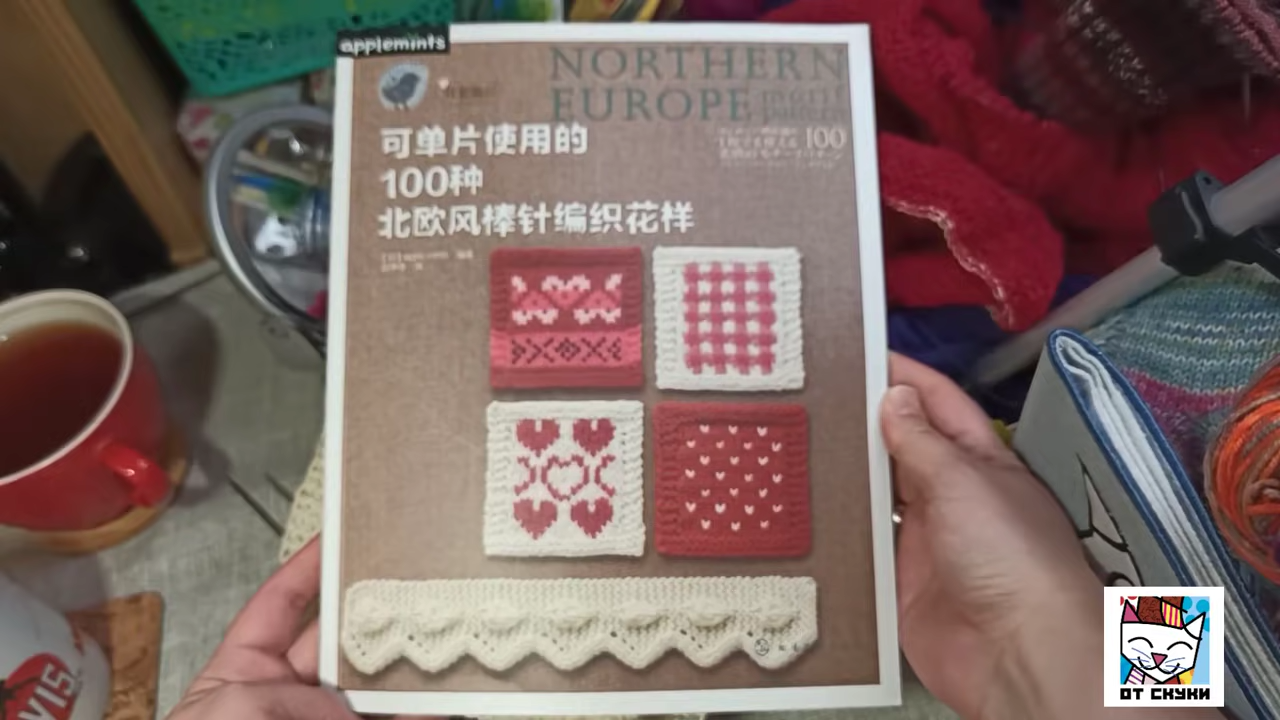 applemints
NORTHERN
EUROPE
可单片使用的
100
100种
北欧风棒针编织花样
VIS
ОТ СКУКИ